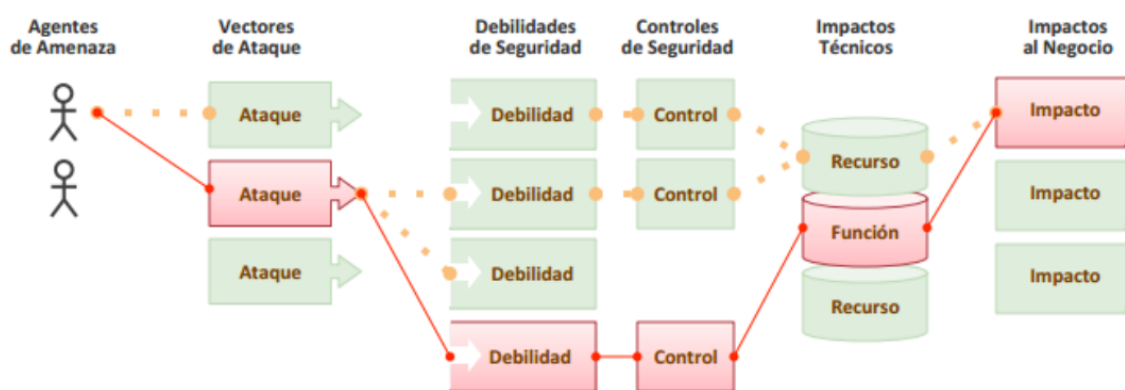 Agentes
de Amenaza
Vectores
de Ataque
Debilidades
de Seguridad
Controles
de Seguridad
Impactos
Técnicos
Impactos
al Negocio
Ataque
Debilidad
Control
Impacto
Recurso
Ataque
Debilidad
Control
Impacto
Función
Ataque
Debilidad
Impacto
Recurso
Debilidad
Control